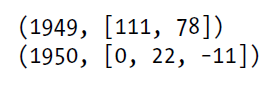 (1949, [111, 78])
(1950, [0, 22, -11])